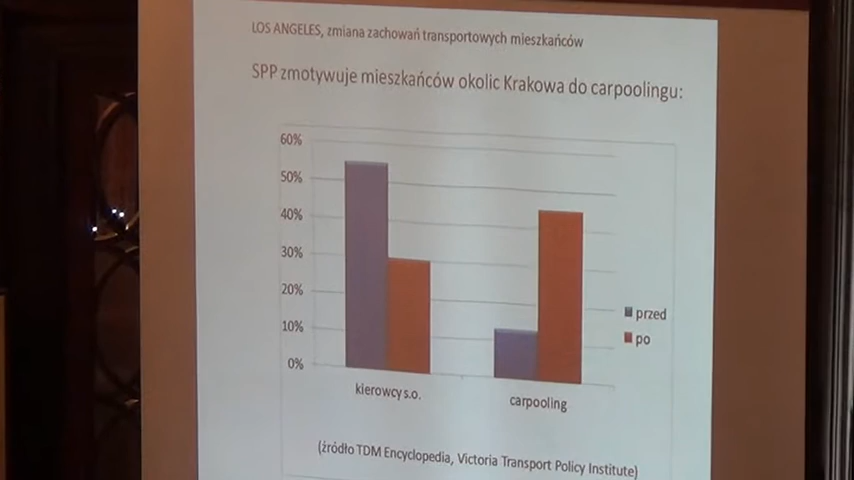 LOS ANGELES, zmiana zachowań transportowych mieszkańców
SPP zmotywuje mieszkańców okolic Krakowa do carpoolingu:
60%
50%
40%
30%
20%
10%
0%
przed
po
kierowcy s.o.
carpooling
(źródło TDM Encyclopedia, Victoria Transport Policy Institute)